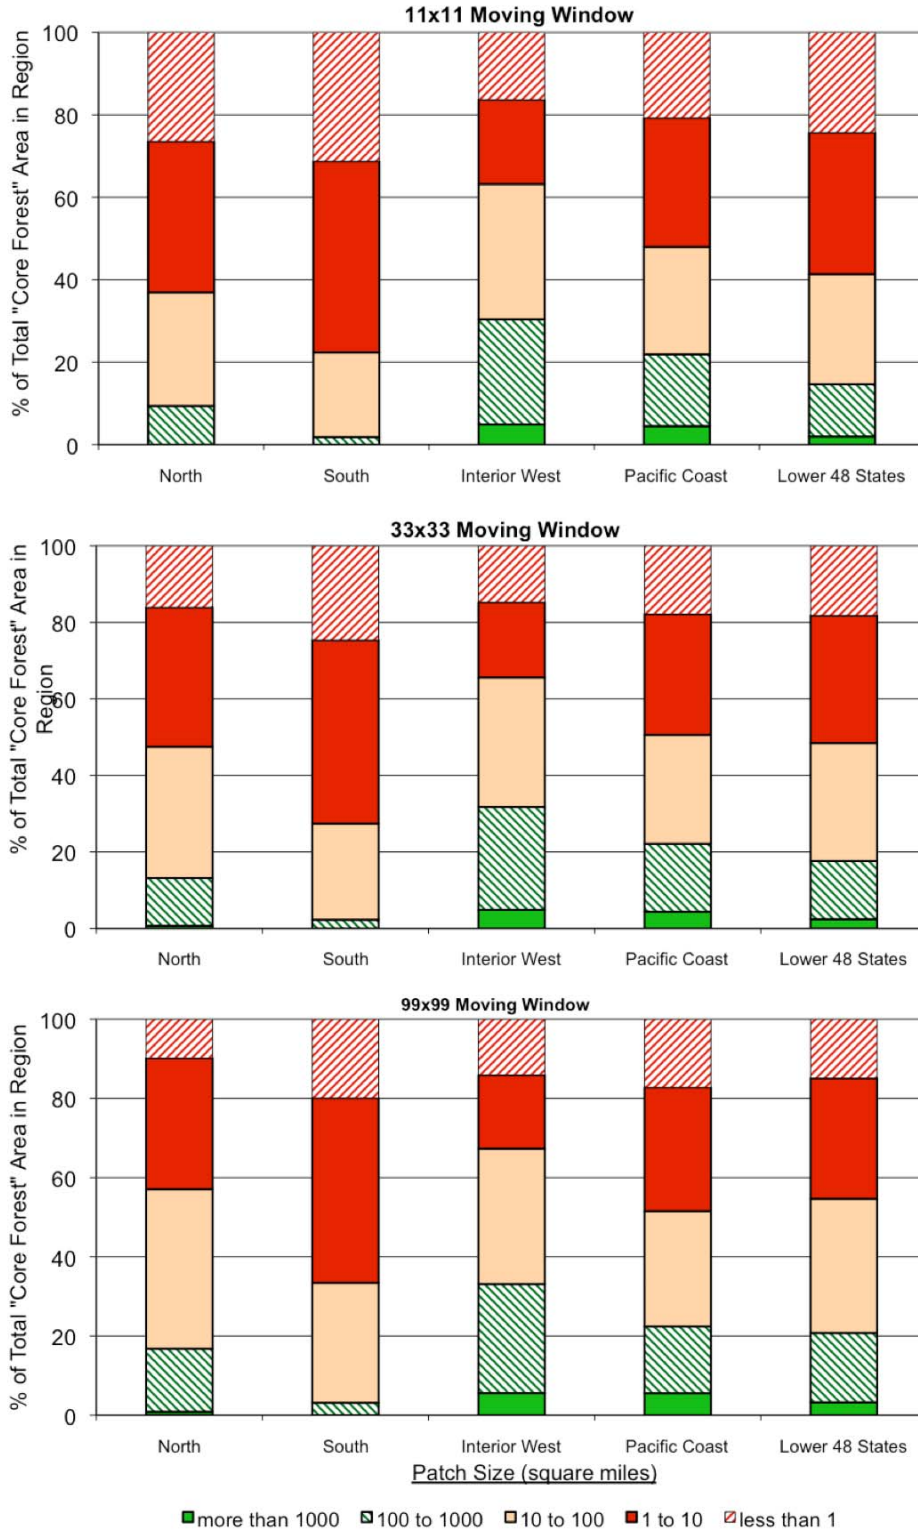 11x11 Moving Window
% of Total "Core Forest" Area in Region
100
80
60
40
20
0
North South Interior West Pacific Coast Lower 48 States
33x33 Moving Window
% of Total "Core Forest" Area in
Region
100
80
60
40
20
0
North South Interior West Pacific Coast Lower 48 States
99x99 Moving Window
% of Total "Core Forest" Area in Region
100
80
60
40
20
0
North South Interior West Pacific Coast Lower 48 States
Patch Size (square miles)
more than 1000 100 to 1000 10 to 100 1 to 10 less than 1